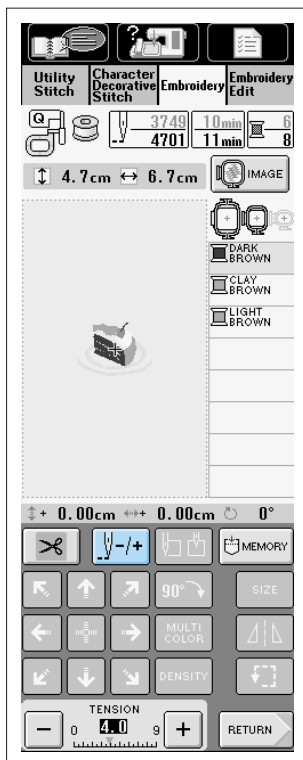 Utility Stitch
Character Decorative Stitch
Embroidery
Embroidery Edit
Q
3749
4701
10min
11min
6
8
4.7cm
6.7cm
IMAGE
DARK BROWN
CLAY BROWN
LIGHT BROWN
+ 0.00cm
+ 0.00cm
0°
-/+
MEMORY
90°
SIZE
MULTI COLOR
DENSITY
TENSION
- 0 4.0 9 +
RETURN